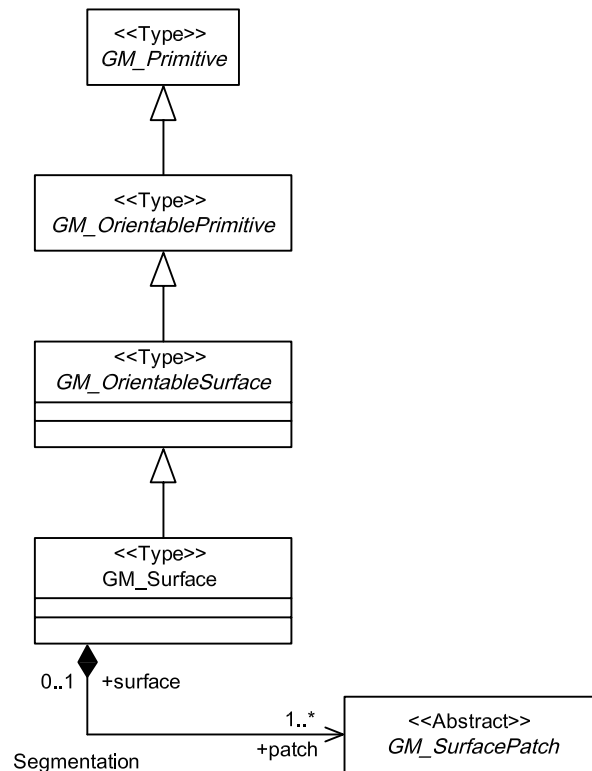 <<Type>>
GM_Primitive
<<Type>>
GM_OrientablePrimitive
<<Type>>
GM_OrientableSurface
<<Type>>
GM_Surface
0..1 +surface
1..*
+patch
<<Abstract>>
GM_SurfacePatch
Segmentation